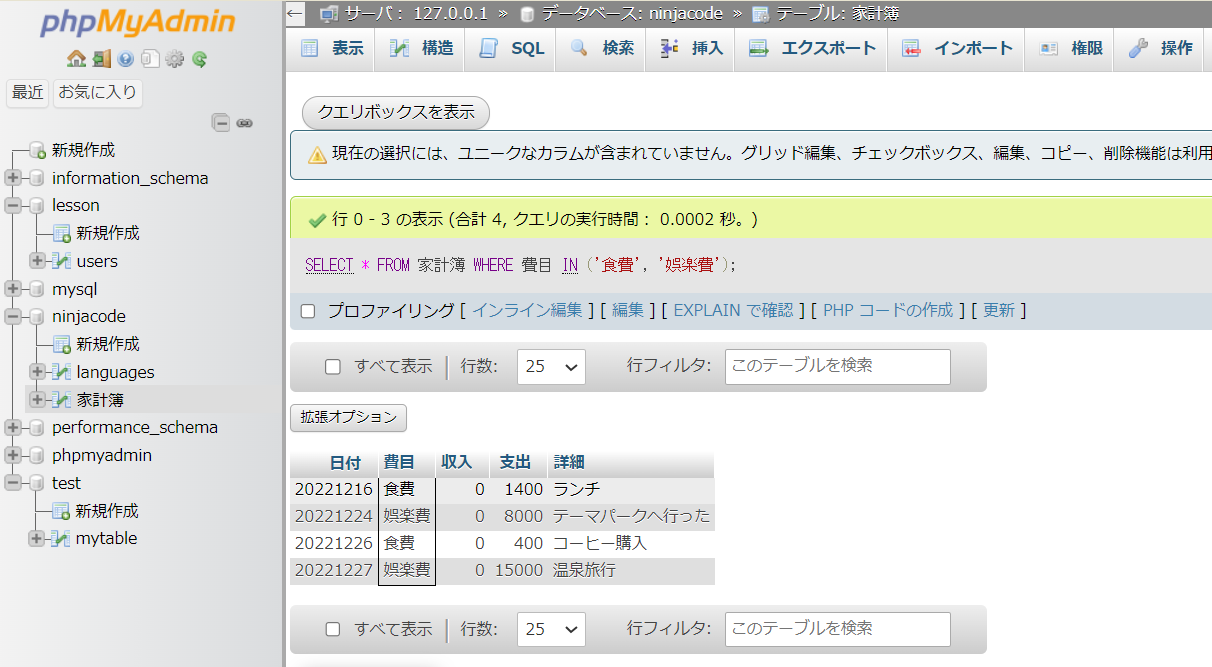 phpMyAdmin
最近 お気に入り
新規作成
information_schema
lesson
新規作成
users
mysql
ninjacode
新規作成
languages
家計簿
performance_schema
phpmyadmin
test
新規作成
mytable
← サーバ: 127.0.0.1 » データベース: ninjacode » テーブル: 家計簿
表示 構造 SQL 検索 挿入 エクスポート インポート 権限 操作
クエリボックスを表示
現在の選択には、ユニークなカラムが含まれていません。グリッド編集、チェックボックス、編集、コピー、削除機能は利用
行 0 - 3 の表示 (合計 4, クエリの実行時間: 0.0002 秒。)
SELECT * FROM 家計簿 WHERE 費目 IN ('食費', '娯楽費');
プロファイリング [ インライン編集 ] [ 編集 ] [ EXPLAIN で確認 ] [ PHP コードの作成 ] [ 更新 ]
すべて表示 | 行数: 25 行フィルタ: このテーブルを検索
拡張オプション
日付 費目 収入 支出 詳細
20221216 食費 0 1400 ランチ
20221224 娯楽費 0 8000 テーマパークへ行った
20221226 食費 0 400 コーヒー購入
20221227 娯楽費 0 15000 温泉旅行
すべて表示 | 行数: 25 行フィルタ: このテーブルを検索